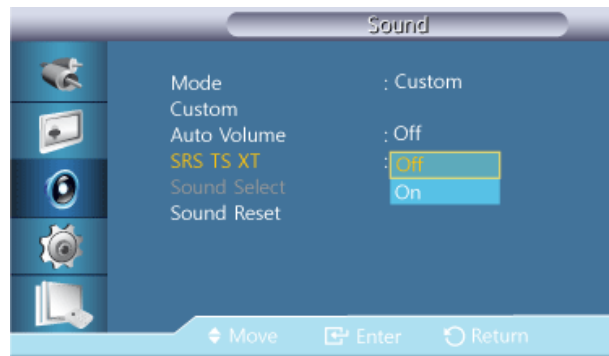 Sound
Mode : Custom
Custom
Auto Volume : Off
SRS TS XT : Off
On
Sound Select
Sound Reset
Move Enter Return